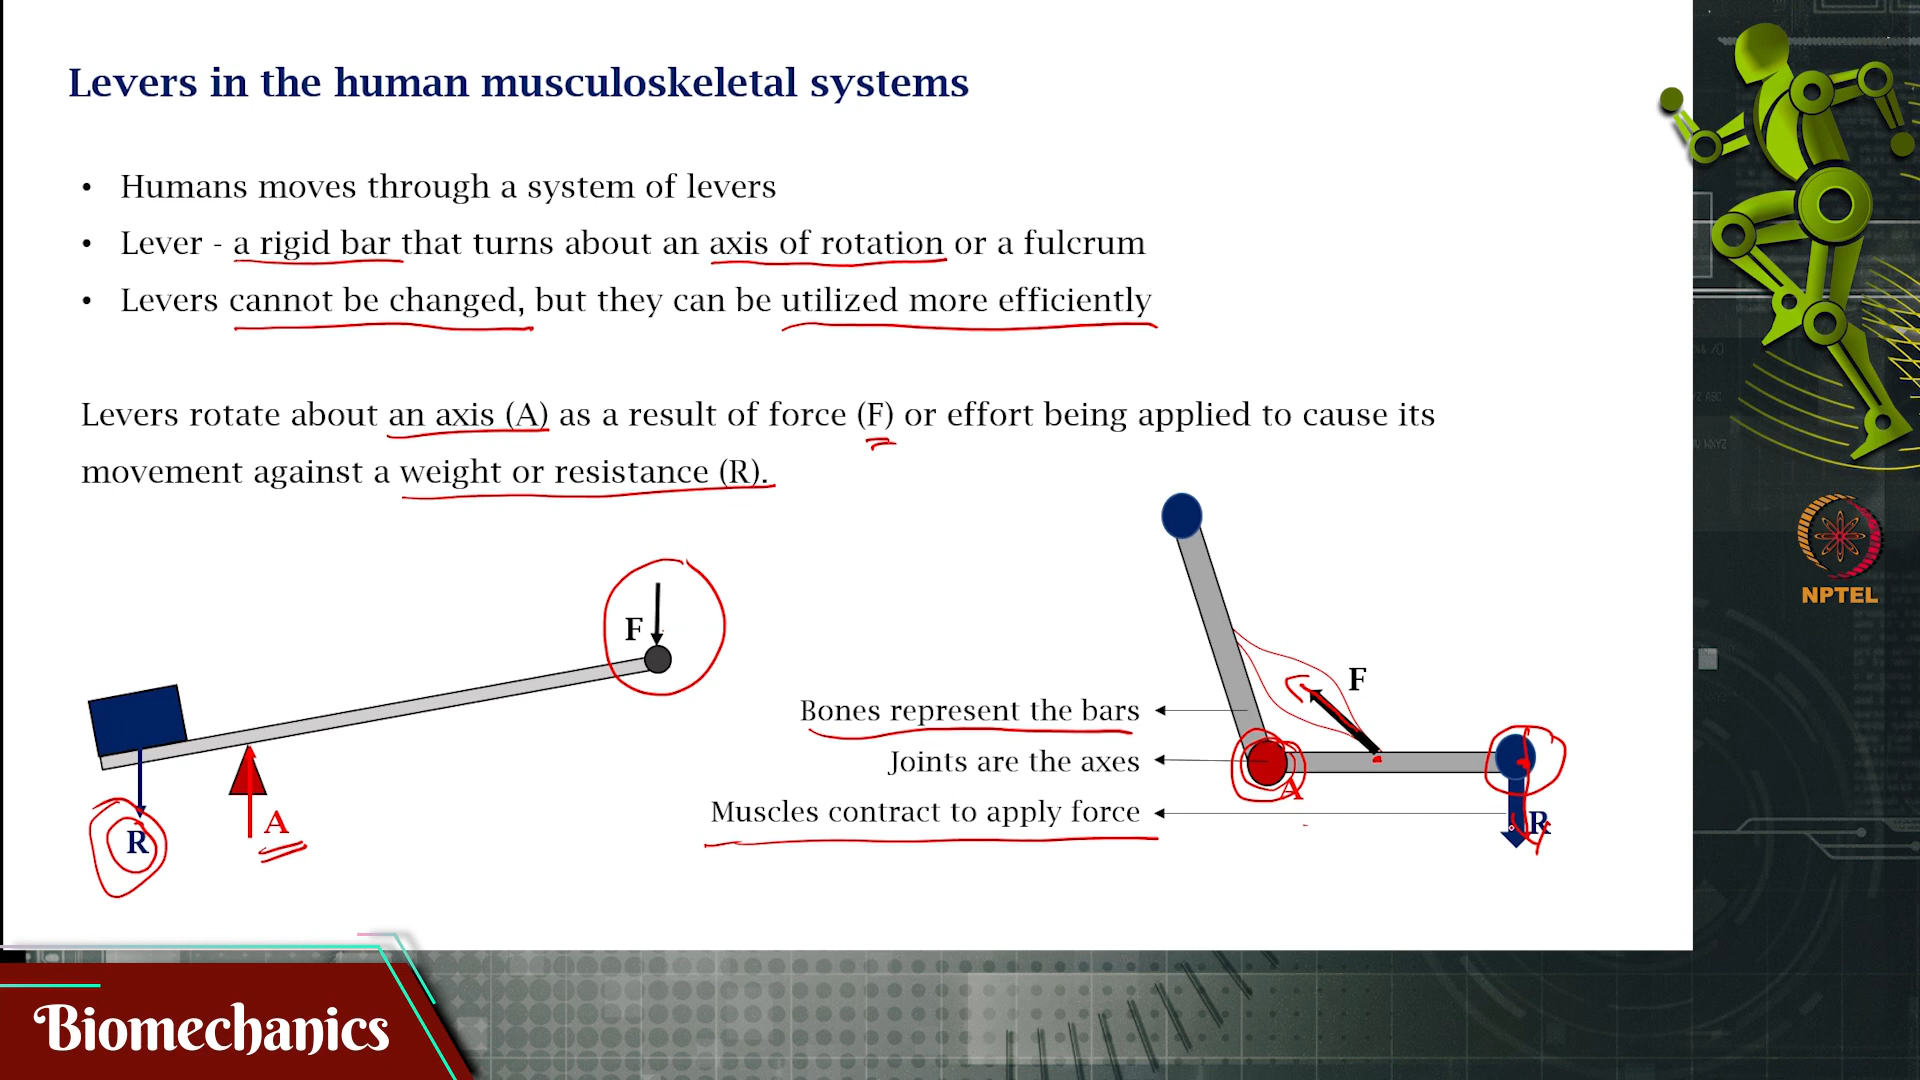 Levers in the human musculoskeletal systems
• Humans moves through a system of levers
• Lever - a rigid bar that turns about an axis of rotation or a fulcrum
• Levers cannot be changed, but they can be utilized more efficiently
Levers rotate about an axis (A) as a result of force (F) or effort being applied to cause its
movement against a weight or resistance (R).
F
R
A
F
Bones represent the bars
Joints are the axes
A
Muscles contract to apply force
R
NPTEL
Biomechanics